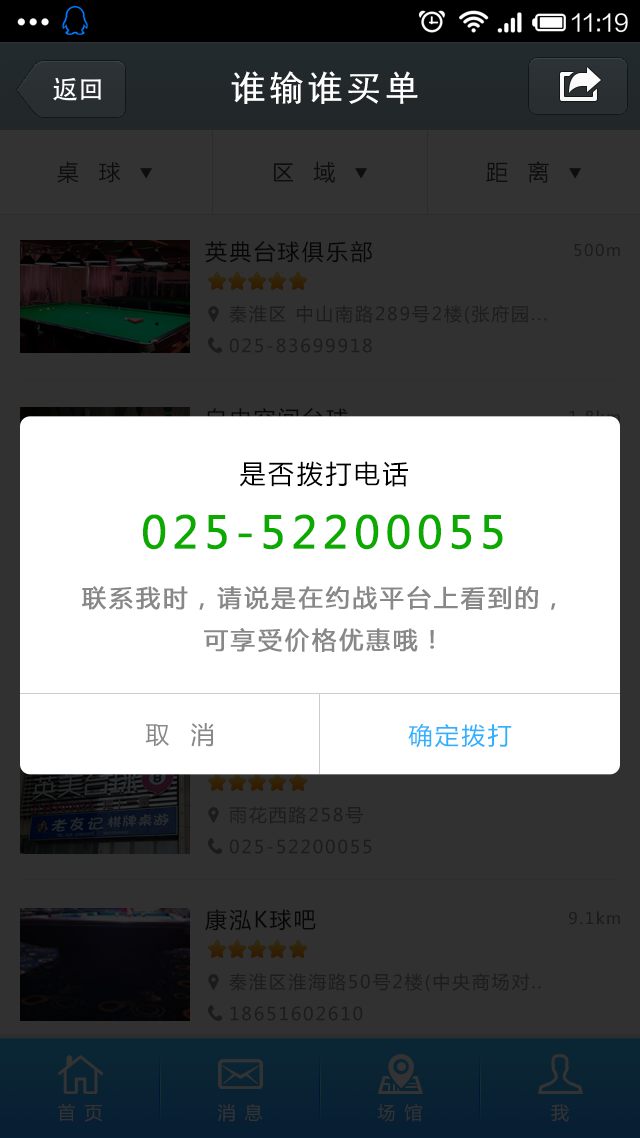 11:19
返回
谁输谁买单
桌 球
区 域
距 离
英典台球俱乐部
500m
秦淮区 中山南路289号2楼(张府园...
025-83699918
是否拨打电话
025-52200055
联系我时，请说是在约战平台上看到的，
可享受价格优惠哦！
取 消
确定拨打
老友记 棋牌桌游
雨花西路258号
025-52200055
康泓K球吧
9.1km
秦淮区淮海路50号2楼(中央商场对..
18651602610
首 页
消 息
场 馆
我